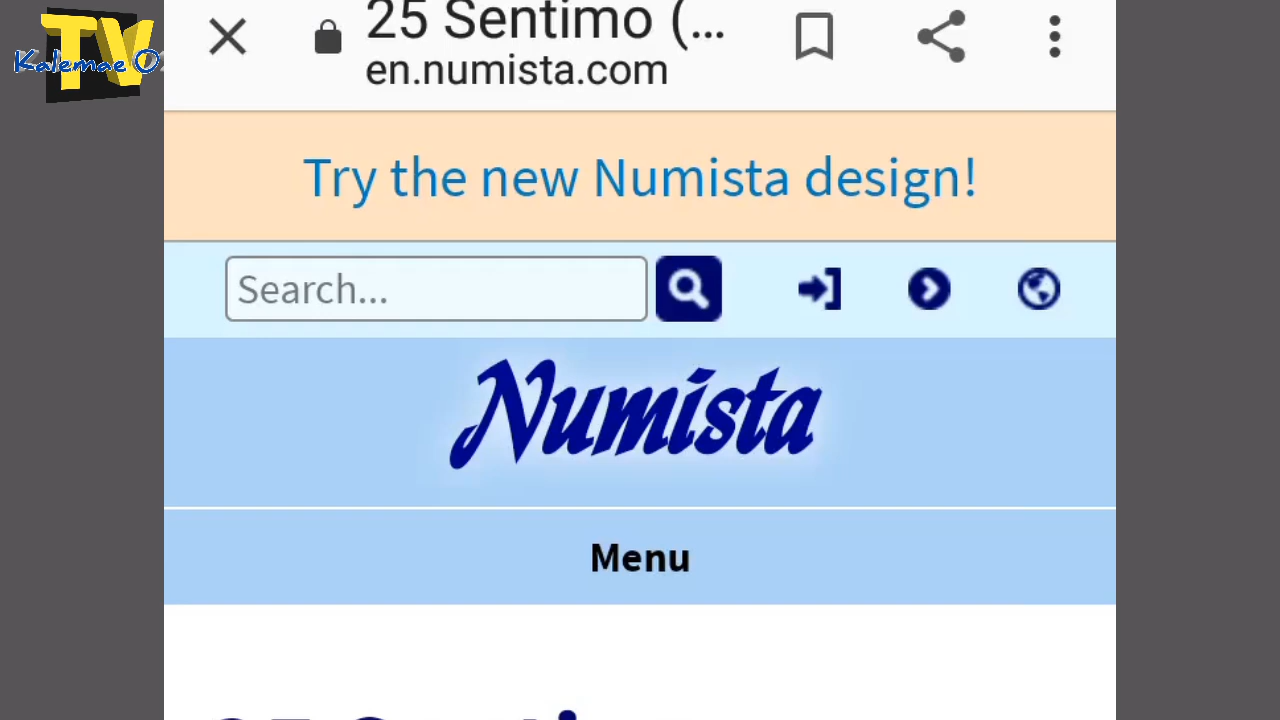 TV
Kalemae O
25 Sentimo (...
en.numista.com
Try the new Numista design!
Search...
Numista
Menu